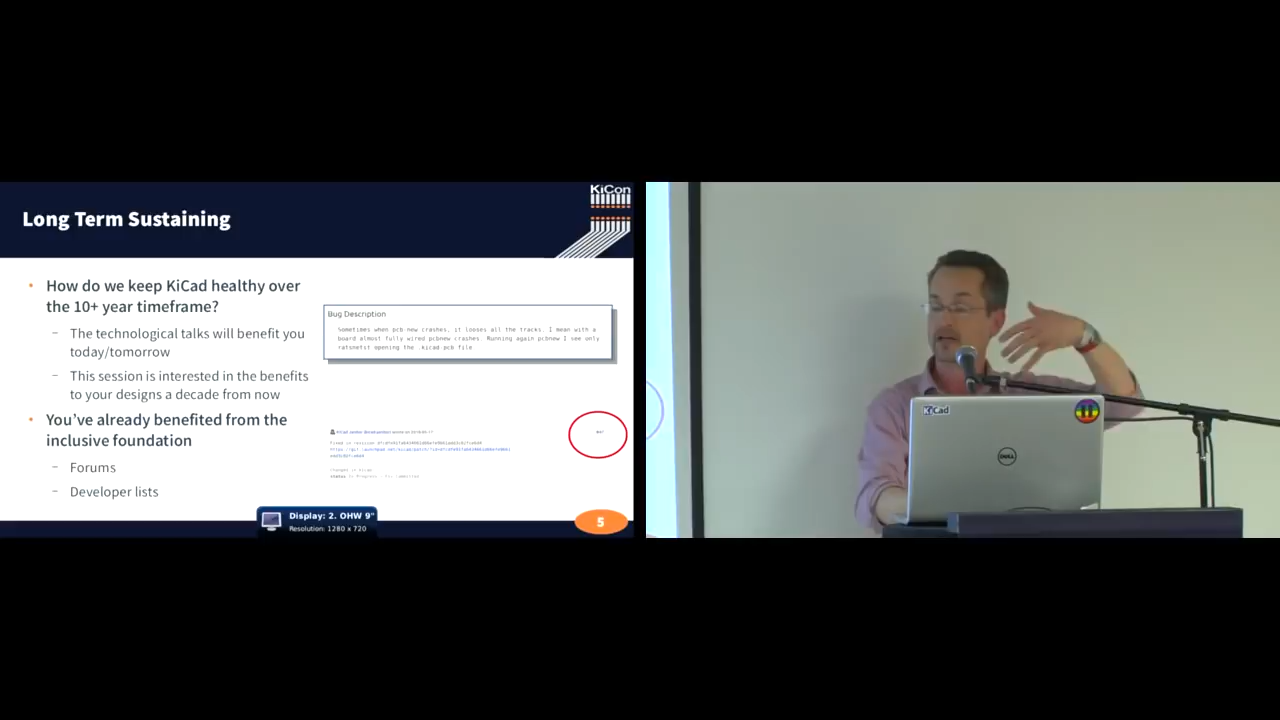 KiCon
Long Term Sustaining
How do we keep KiCad healthy over
the 10+ year timeframe?
The technological talks will benefit you
today/tomorrow
This session is interested in the benefits
to your designs a decade from now
You've already benefited from the
inclusive foundation
Forums
Developer lists
Bug Description
Sometimes when pcb new crashes, it looses all the tracks. I mean with a
board almost fully wired pcbnew crashes. Running again pcbnew I see only
ratsnetst opening the .kicad_pcb file
Display: 2. OHW 9"
Resolution: 1280 x 720
5
KiCad
DELL